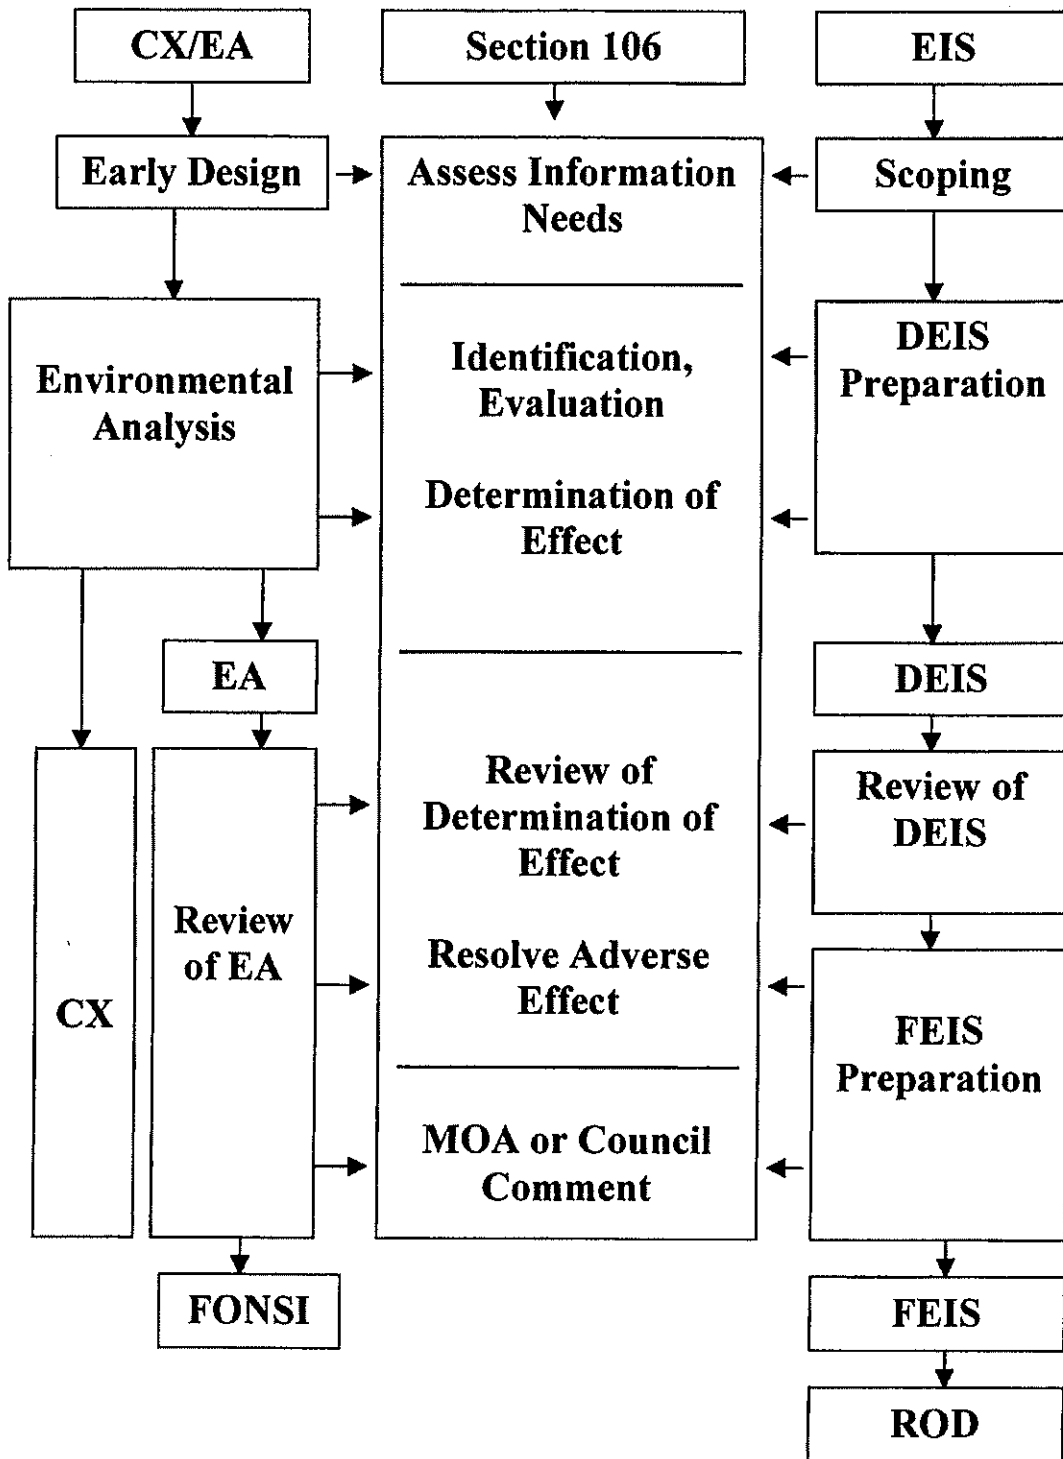 CX/EA
Section 106
EIS
Early Design
Assess Information
Needs
Scoping
Environmental
Analysis
Identification,
Evaluation
Determination of
Effect
DEIS
Preparation
EA
DEIS
CX
Review
of EA
Review of
Determination of
Effect
Resolve Adverse
Effect
Review of
DEIS
FEIS
Preparation
MOA or Council
Comment
FONSI
FEIS
ROD